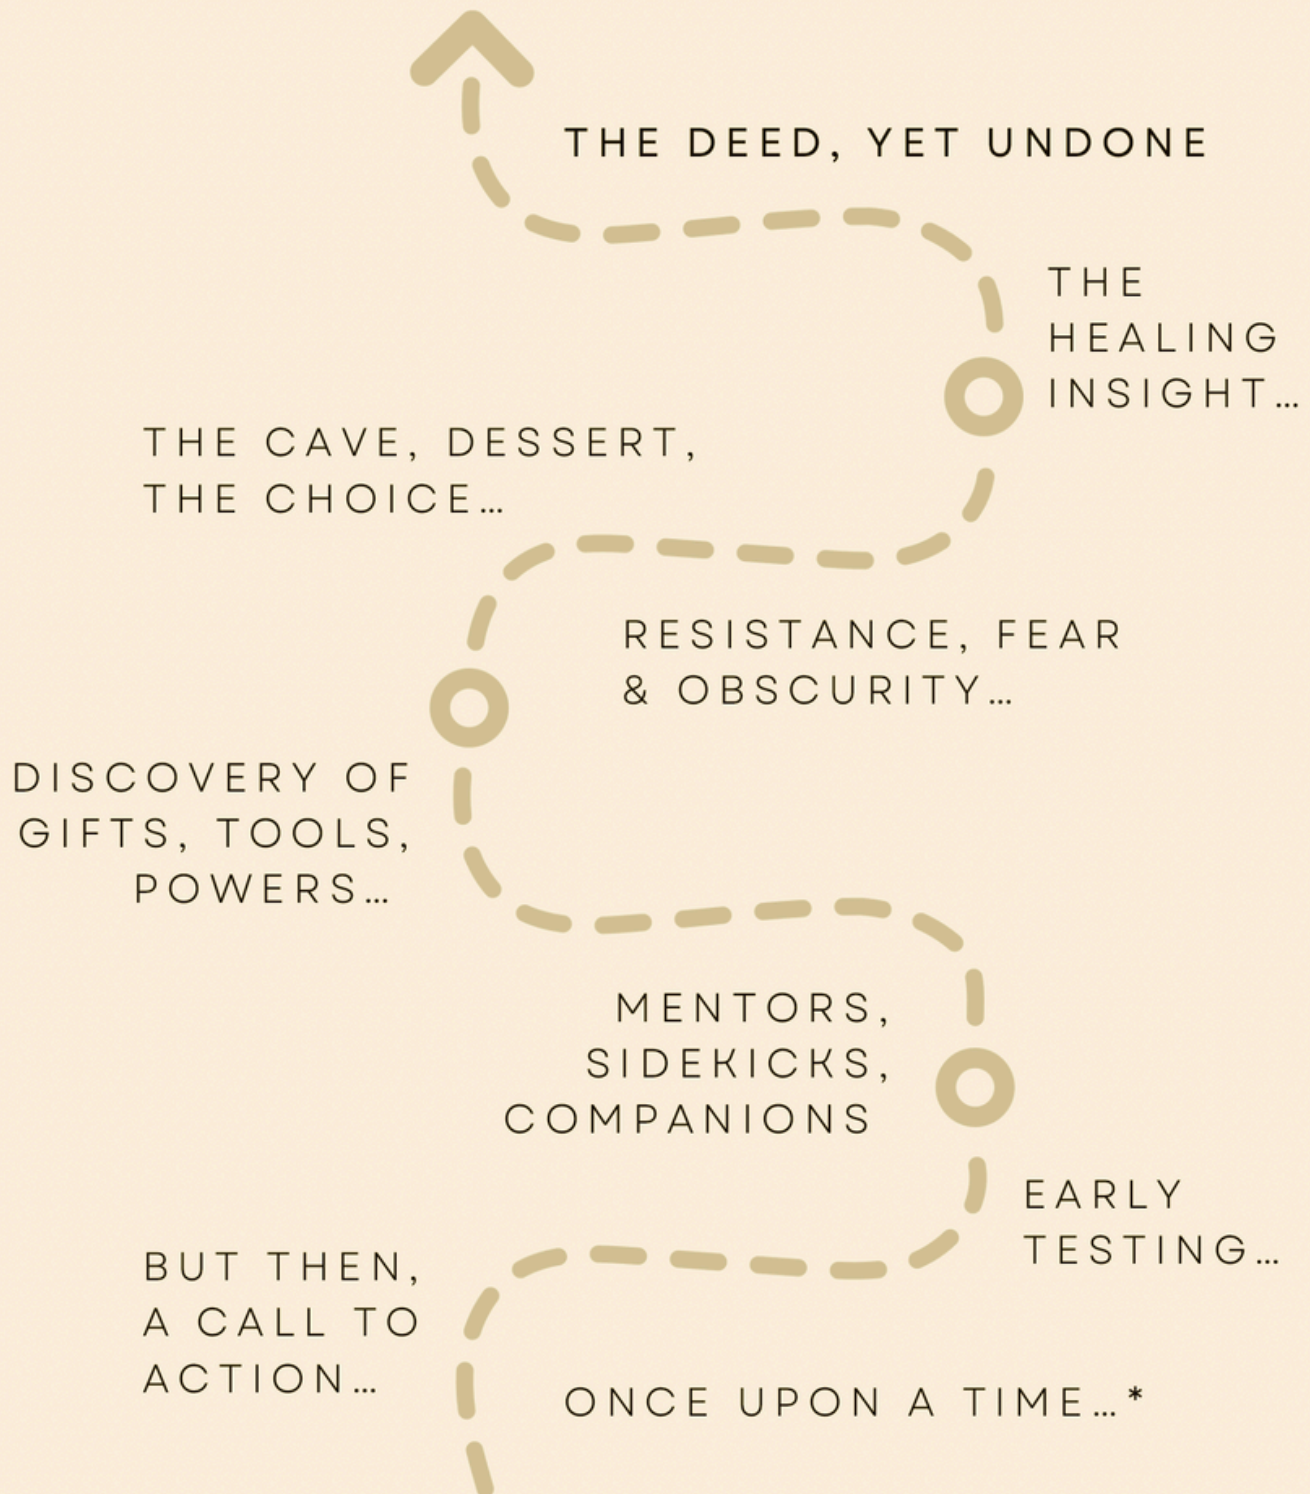 THE DEED, YET UNDONE
THE
HEALING
INSIGHT…
THE CAVE, DESSERT,
THE CHOICE…
RESISTANCE, FEAR
& OBSCURITY…
DISCOVERY OF
GIFTS, TOOLS,
POWERS…
MENTORS,
SIDEKICKS,
COMPANIONS
EARLY
TESTING…
BUT THEN,
A CALL TO
ACTION…
ONCE UPON A TIME…*